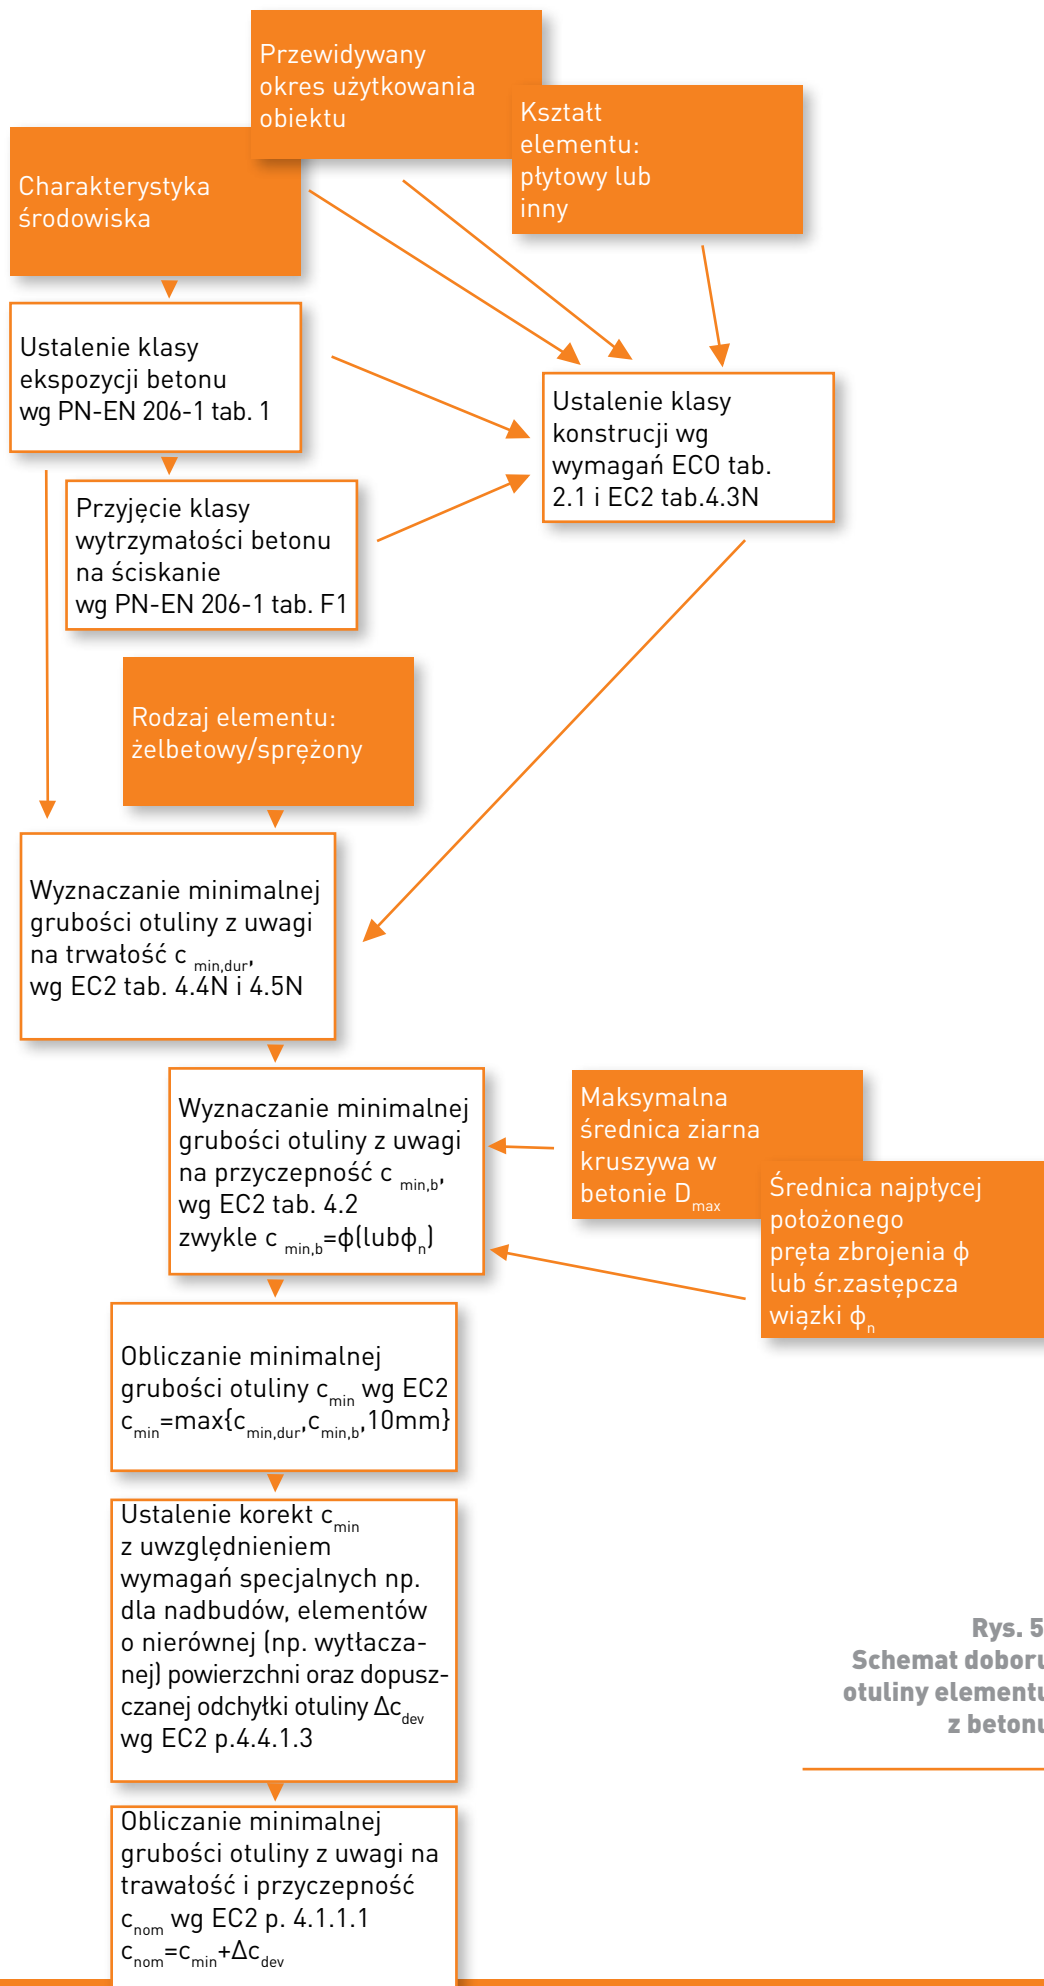 Przewidywany
okres użytkowania
obiektu
Kształt
elementu:
płytowy lub
inny
Charakterystyka
środowiska
Ustalenie klasy
ekspozycji betonu
wg PN-EN 206-1 tab. 1
Ustalenie klasy
konstrucji wg
wymagań ECO tab.
2.1 i EC2 tab.4.3N
Przyjęcie klasy
wytrzymałości betonu
na ściskanie
wg PN-EN 206-1 tab. F1
Rodzaj elementu:
żelbetowy/sprężony
Wyznaczanie minimalnej
grubości otuliny z uwagi
na trwałość c min,dur,
wg EC2 tab. 4.4N i 4.5N
Wyznaczanie minimalnej
grubości otuliny z uwagi
na przyczepność c min,b,
wg EC2 tab. 4.2
zwykle c min,b=ϕ(lubϕn)
Maksymalna
średnica ziarna
kruszywa w
betonie Dmax
Średnica najpłycej
położonego
pręta zbrojenia ϕ
lub śr.zastępcza
wiązki ϕn
Obliczanie minimalnej
grubości otuliny cmin wg EC2
cmin=max{cmin,dur,cmin,b,10mm}
Ustalenie korekt cmin
z uwzględnieniem
wymagań specjalnych np.
dla nadbudów, elementów
o nierównej (np. wytłacza-
nej) powierzchni oraz dopusz-
czanej odchyłki otuliny Δcdev
wg EC2 p.4.4.1.3
Obliczanie minimalnej
grubości otuliny z uwagi na
trawałość i przyczepność
cnom wg EC2 p. 4.1.1.1
cnom=cmin+Δcdev
Rys. 5
Schemat doboru
otuliny elementu
z betonu